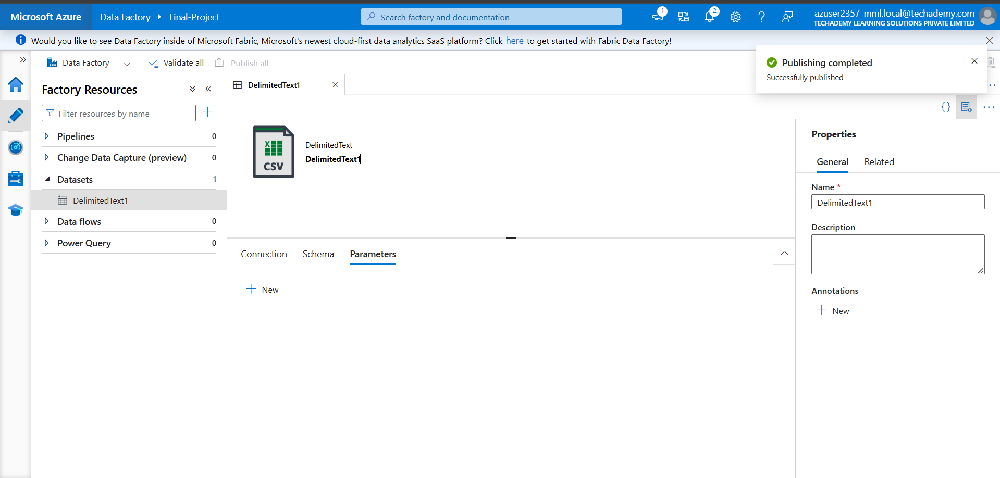 Microsoft Azure
Data Factory
Final-Project
Search factory and documentation
1
2
azuser2357_mml.local@techademy.com
TECHADEMY LEARNING SOLUTIONS PRIVATE LIMITED
Would you like to see Data Factory inside of Microsoft Fabric, Microsoft's newest cloud-first data analytics SaaS platform? Click here to get started with Fabric Data Factory!
Data Factory
Validate all
Publish all
Publishing completed
Successfully published
Factory Resources
Filter resources by name
Pipelines 0
Change Data Capture (preview) 0
Datasets 1
DelimitedText1
Data flows 0
Power Query 0
DelimitedText1
CSV
DelimitedText
DelimitedText1
Connection
Schema
Parameters
New
Properties
General
Related
Name *
DelimitedText1
Description
Annotations
New